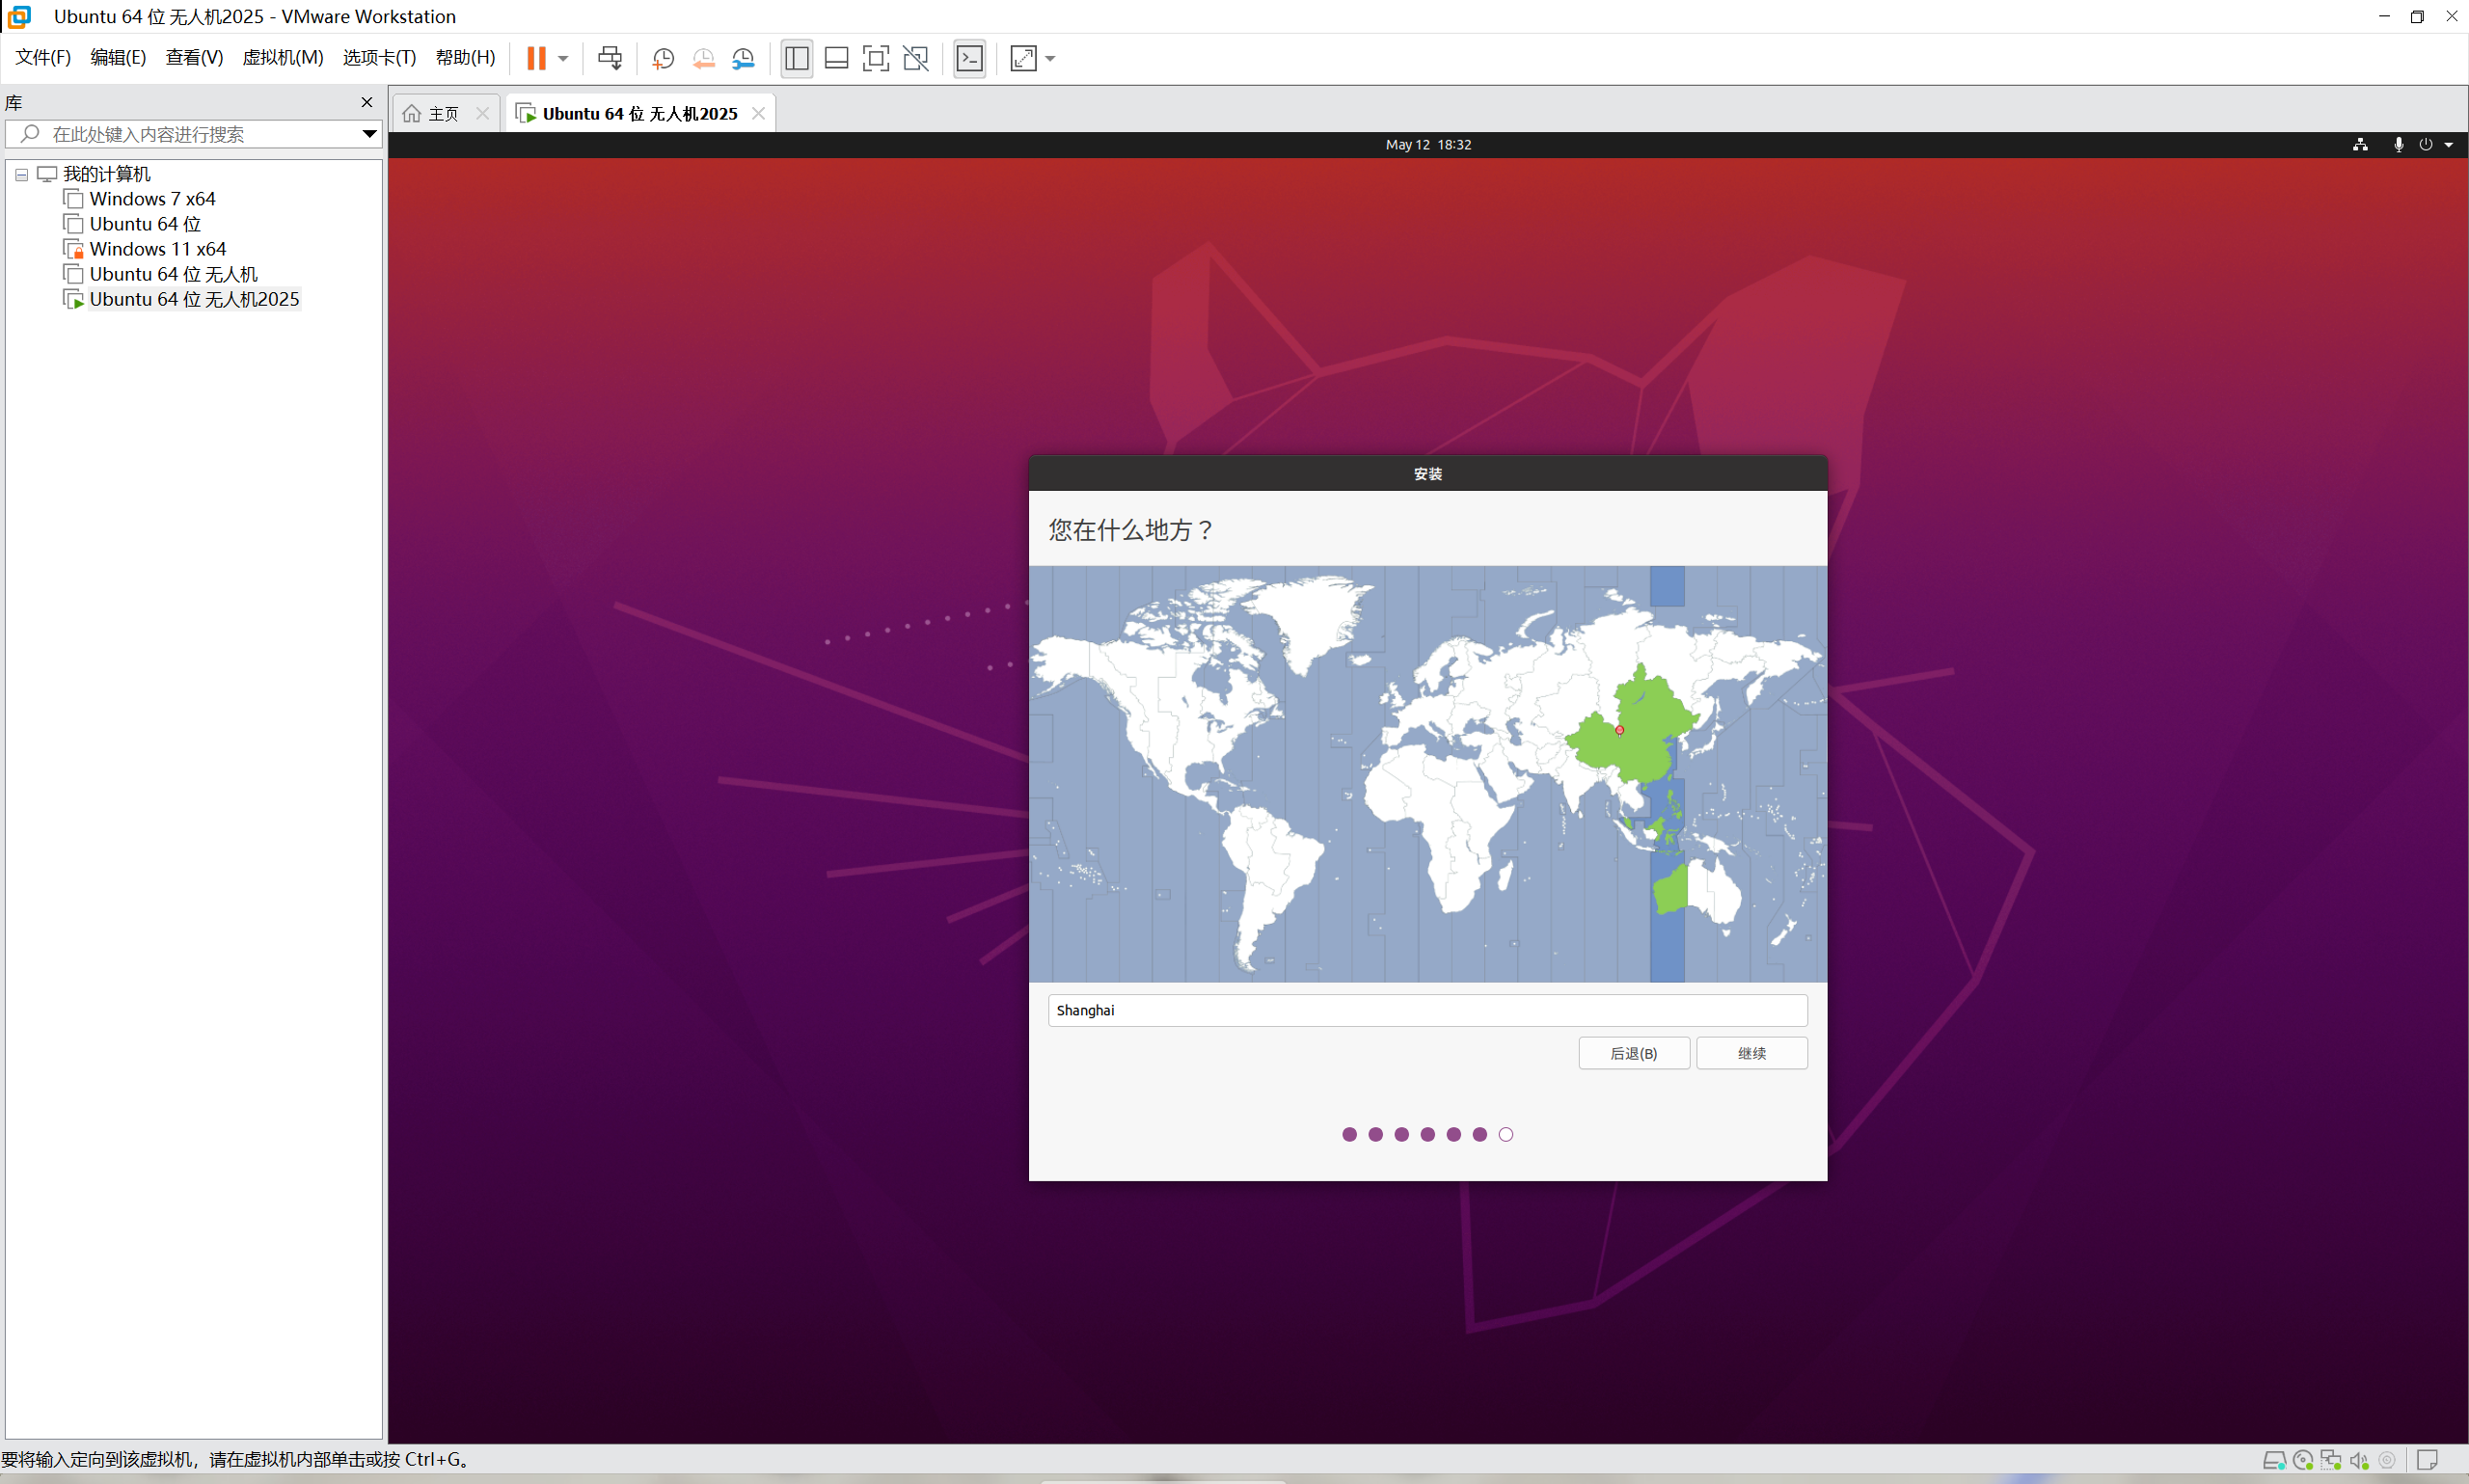 Ubuntu 64 位 无人机2025 - VMware Workstation
文件(F) 编辑(E) 查看(V) 虚拟机(M) 选项卡(T) 帮助(H)
库
主页
Ubuntu 64 位 无人机2025
在此处键入内容进行搜索
May 12 18:32
我的计算机
Windows 7 x64
Ubuntu 64 位
Windows 11 x64
Ubuntu 64 位 无人机
Ubuntu 64 位 无人机2025
安装
您在什么地方？
Shanghai
后退(B)
继续
要将输入定向到该虚拟机，请在虚拟机内部单击或按 Ctrl+G。